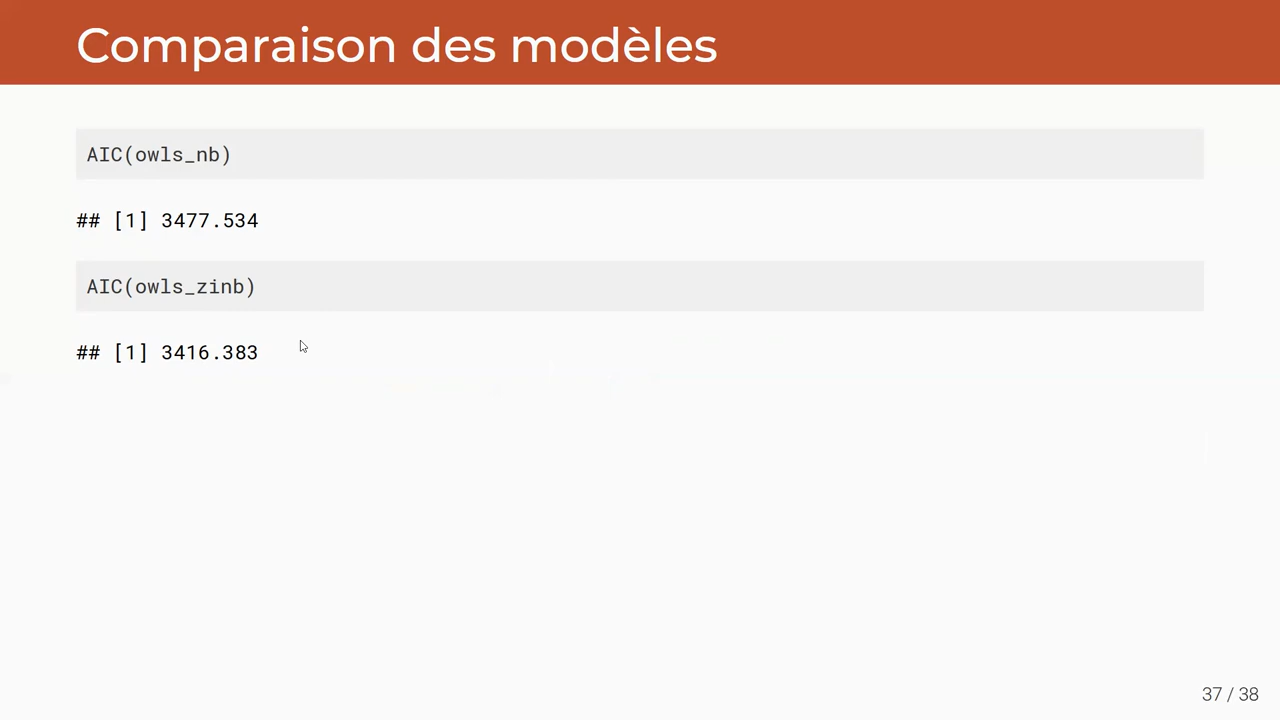 Comparaison des modèles
AIC(owls_nb)
## [1] 3477.534
AIC(owls_zinb)
## [1] 3416.383
37 / 38